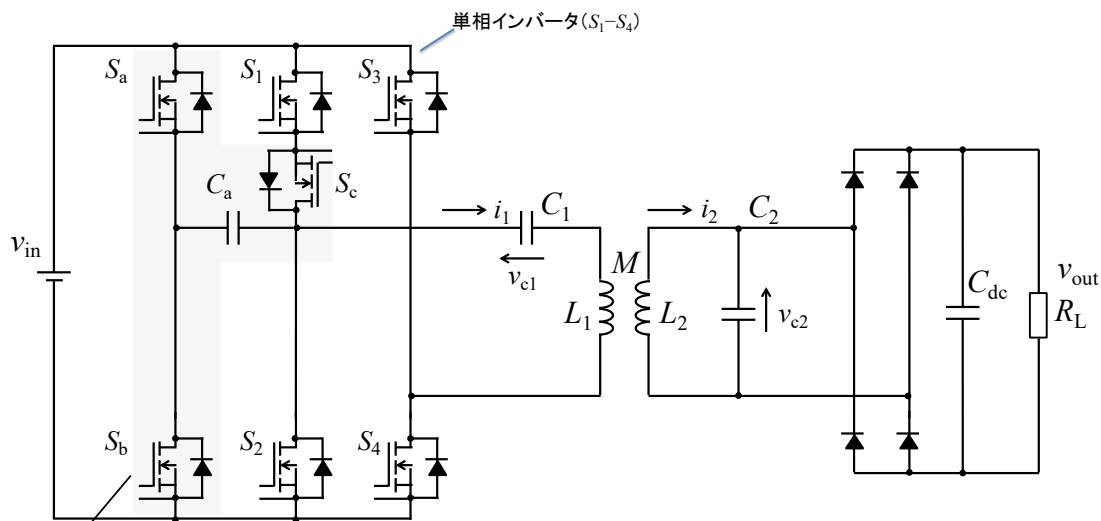 単相インバータ(S1−S4)
Sa
S1
S3
Ca
Sc
i1
C1
i2
C2
vin
vc1
M
L1
L2
vc2
Cdc
vout
RL
Sb
S2
S4